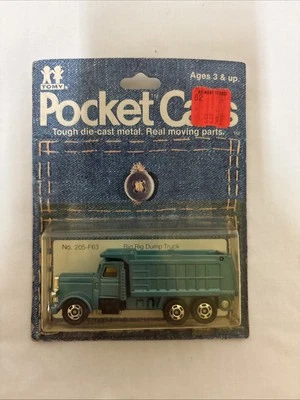 TOMY
Ages 3 & up.
Pocket Cars
Tough die-cast metal. Real moving parts.
No. 205-F63 Big Rig Dump Truck